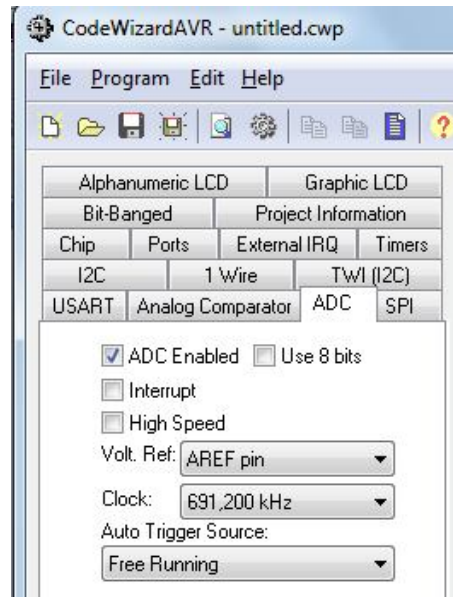 CodeWizardAVR - untitled.cwp
File Program Edit Help
?
Alphanumeric LCD Graphic LCD
Bit-Banged Project Information
Chip Ports External IRQ Timers
I2C 1 Wire TWI (I2C)
USART Analog Comparator ADC SPI
ADC Enabled Use 8 bits
Interrupt
High Speed
Volt. Ref: AREF pin
Clock: 691,200 kHz
Auto Trigger Source:
Free Running